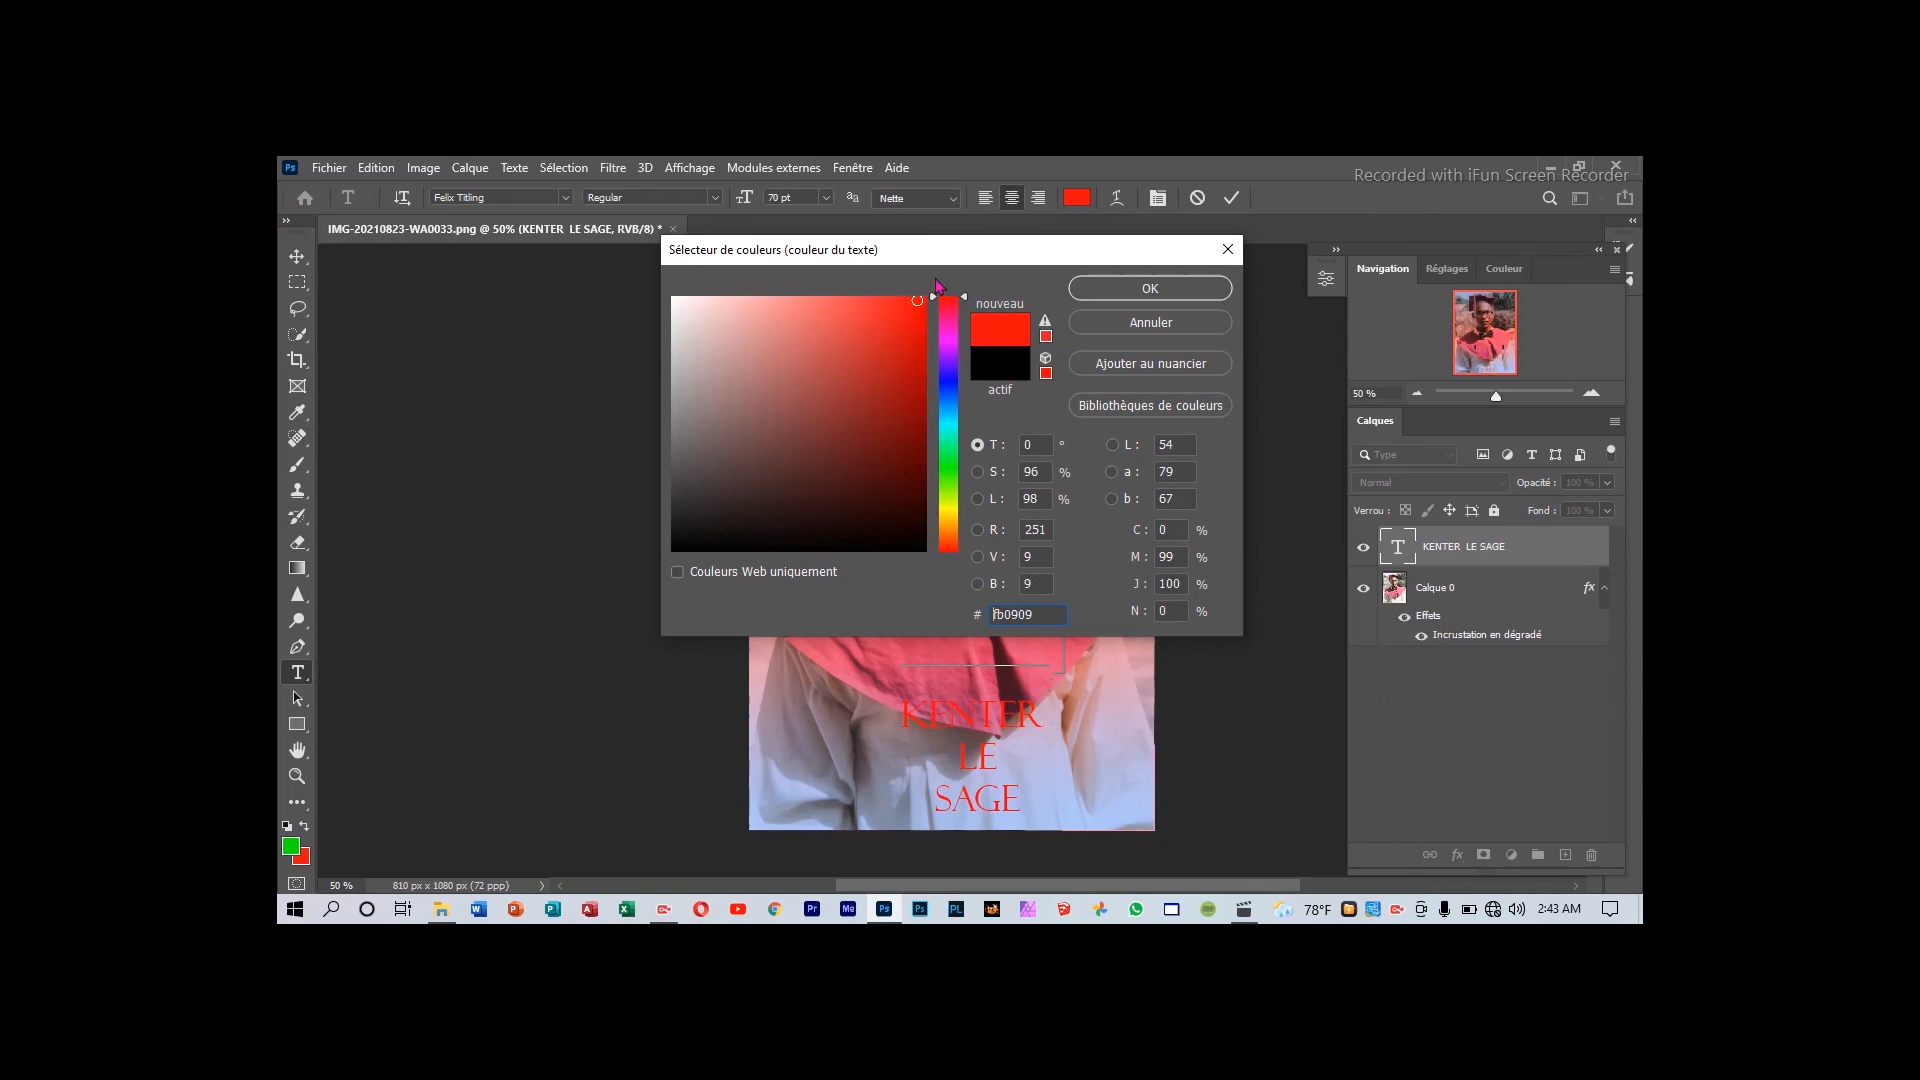 Ps Fichier Edition Image Calque Texte Sélection Filtre 3D Affichage Modules externes Fenêtre Aide
Recorded with iFun Screen Recorder
Felix Titling Regular 70 pt Nette
IMG-20210823-WA0033.png @ 50% (KENTER LE SAGE, RVB/8) * ×
Sélecteur de couleurs (couleur du texte)
nouveau
actif
OK
Annuler
Ajouter au nuancier
Bibliothèques de couleurs
T : 0 ° L : 54
S : 96 % a : 79
L : 98 % b : 67
R : 251 C : 0 %
V : 9 M : 99 %
B : 9 J : 100 %
# fb0909 N : 0 %
Couleurs Web uniquement
KENTER
LE
SAGE
Navigation Réglages Couleur
50 %
Calques
Type
Normal Opacité : 100 %
Verrou : Fond : 100 %
T KENTER LE SAGE
Calque 0 fx
Effets
Incrustation en dégradé
50 % 810 px x 1080 px (72 ppp)
78°F 2:43 AM